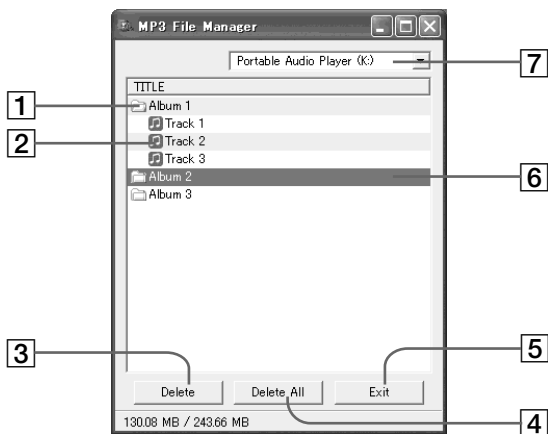 MP3 File Manager
Portable Audio Player (K:)
7
TITLE
1
Album 1
Track 1
2
Track 2
Track 3
Album 2
6
Album 3
3
5
Delete
Delete All
Exit
130.08 MB / 243.66 MB
4